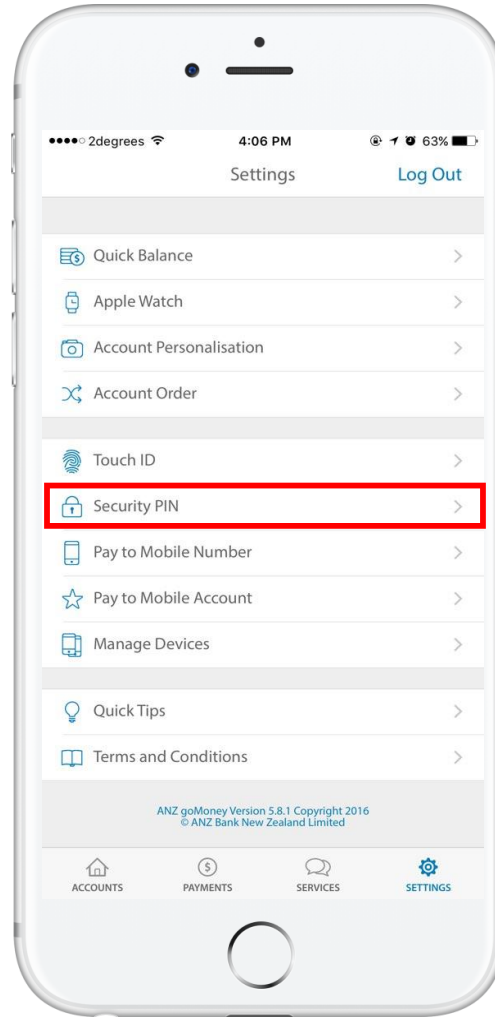 2degrees 4:06 PM 63%
Settings Log Out
Quick Balance
Apple Watch
Account Personalisation
Account Order
Touch ID
Security PIN
Pay to Mobile Number
Pay to Mobile Account
Manage Devices
Quick Tips
Terms and Conditions
ANZ goMoney Version 5.8.1 Copyright 2016
© ANZ Bank New Zealand Limited
ACCOUNTS PAYMENTS SERVICES SETTINGS